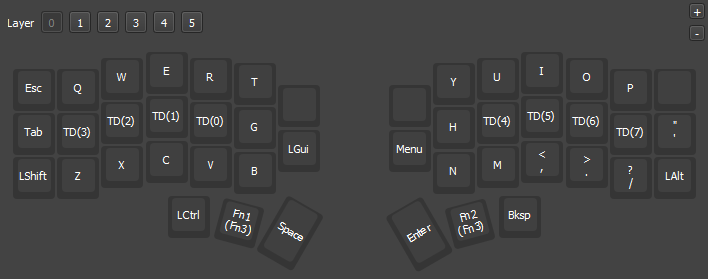 Layer 0 1 2 3 4 5
+
-
Esc Q W E R T Y U I O P
Tab TD(3) TD(2) TD(1) TD(0) G H TD(4) TD(5) TD(6) TD(7) "
'
LGui Menu
LShift Z X C V B N M <
,
>
.
?
/
LAlt
LCtrl Fn1
(Fn3)
Space Enter Fn2
(Fn3)
Bksp